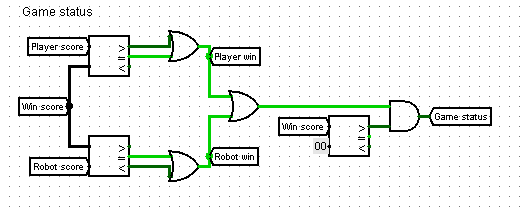 Game status
Player score
>
=
<
Player win
Win score
Win score
>
=
<
Game status
00
>
=
<
Robot score
Robot win